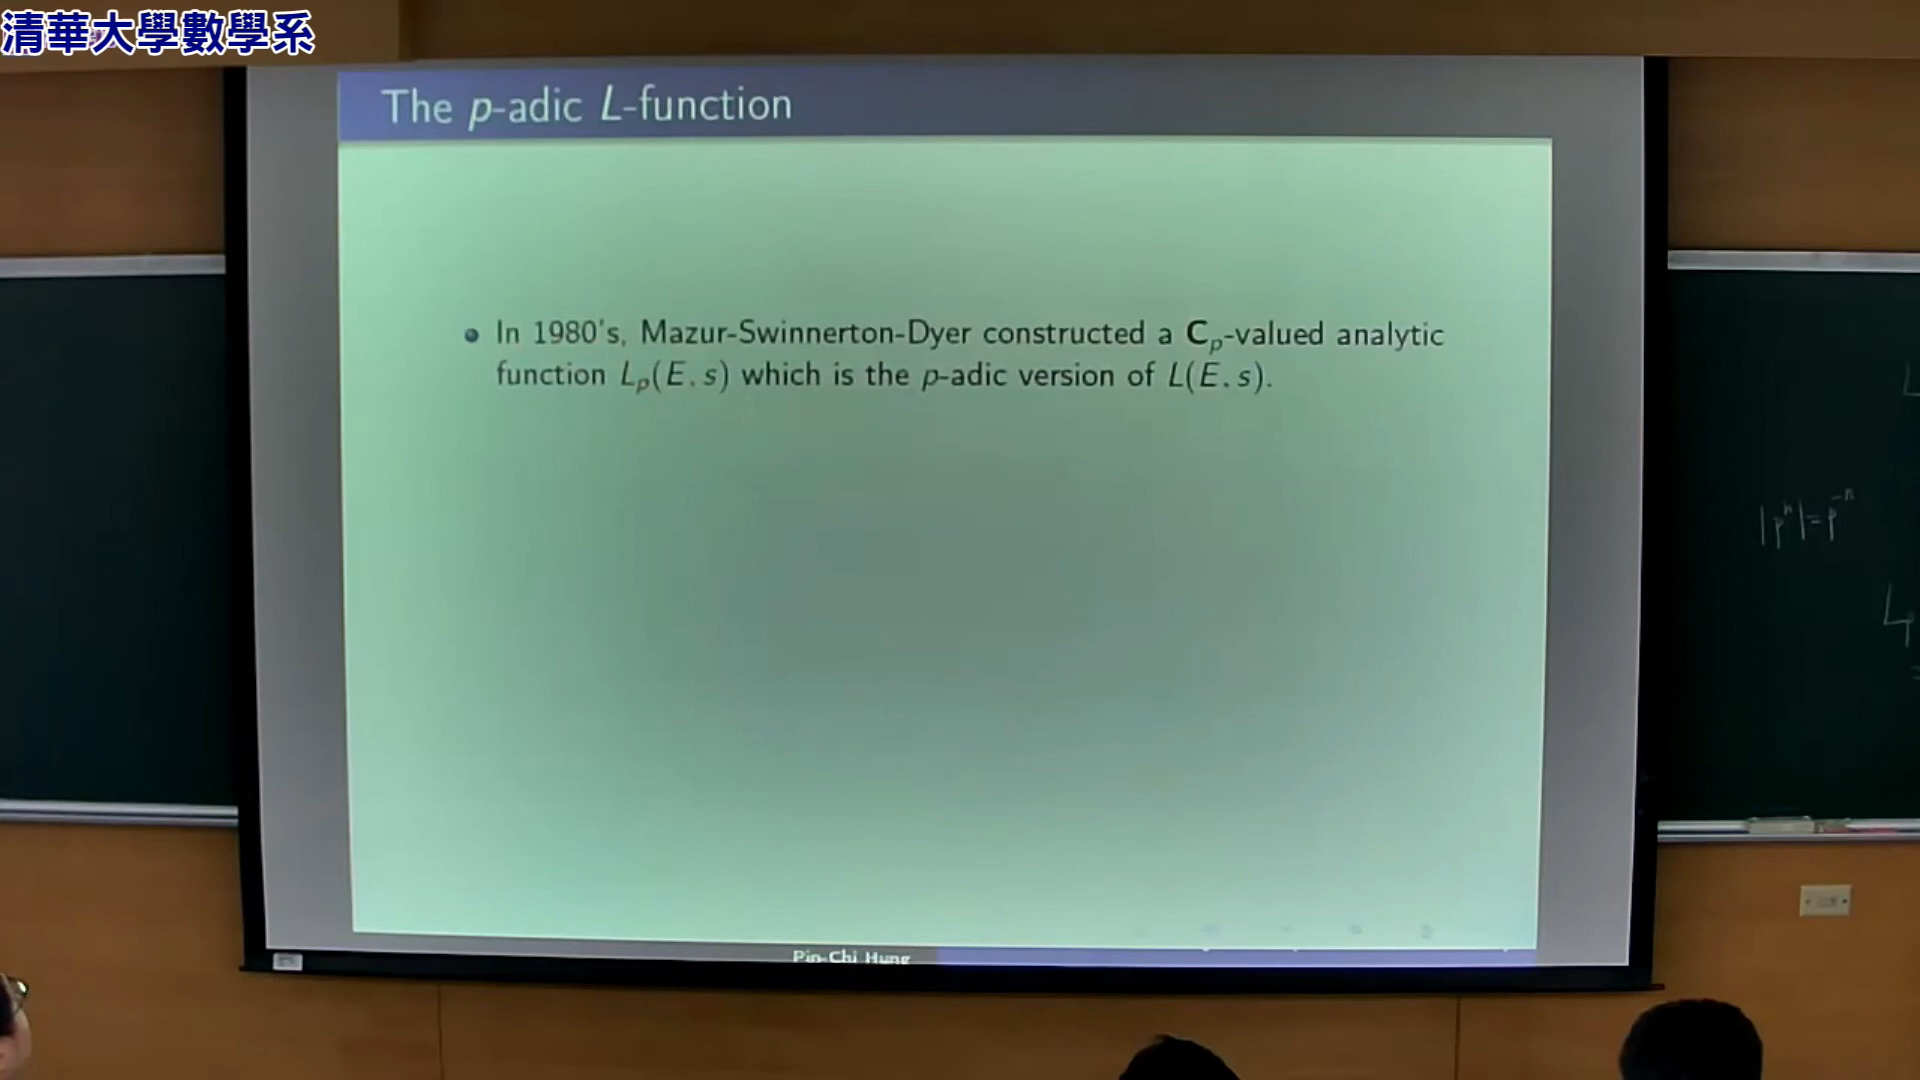 清華大學數學系
The p-adic L-function
In 1980's, Mazur-Swinnerton-Dyer constructed a C_p-valued analytic
function L_p(E, s) which is the p-adic version of L(E, s).
|p^n|=p^{-n}
Pin-Chi Hung